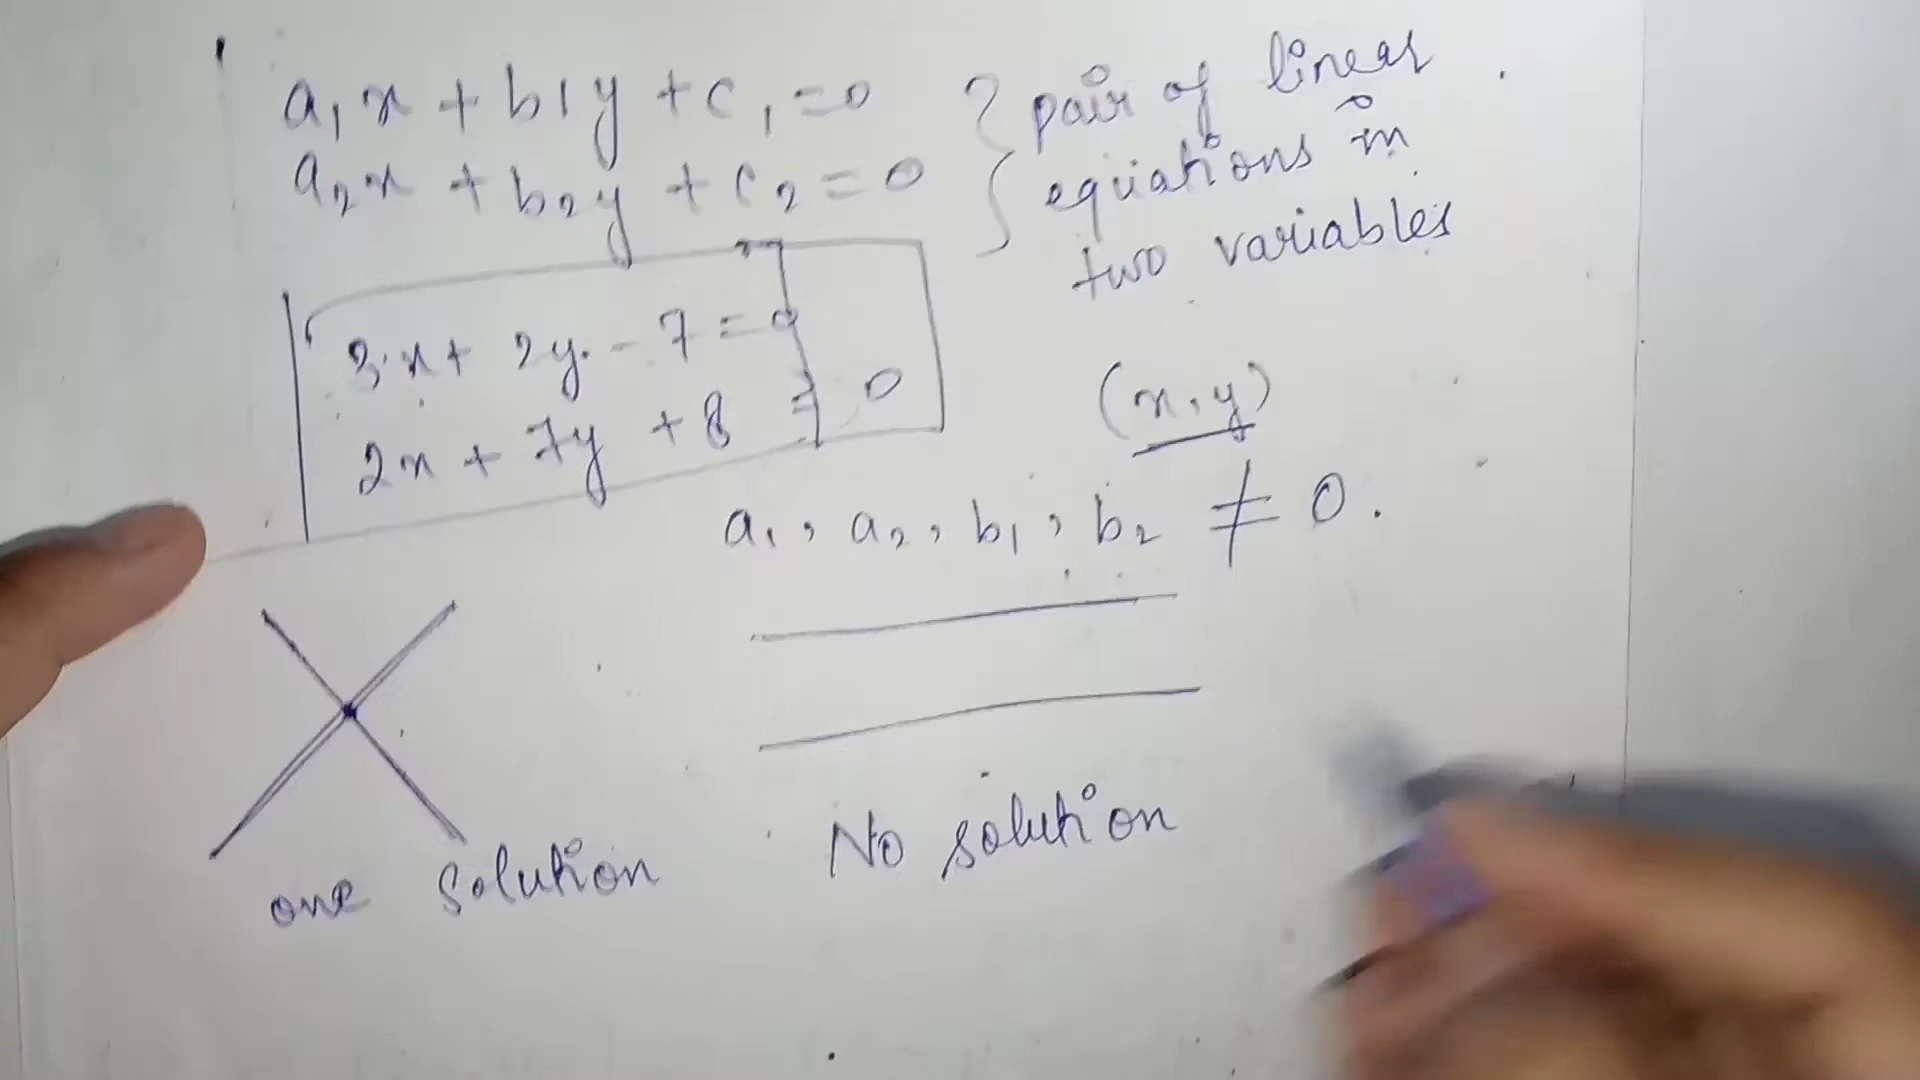 a₁x + b1y + c₁ = 0
a₂x + b₂y + c₂ = 0
pair of linear
equations in
two variables
3x + 2y - 7 = 0
2x + 7y + 8 = 0
(x, y)
a₁, a₂, b₁, b₂ ≠ 0.
one solution
No solution